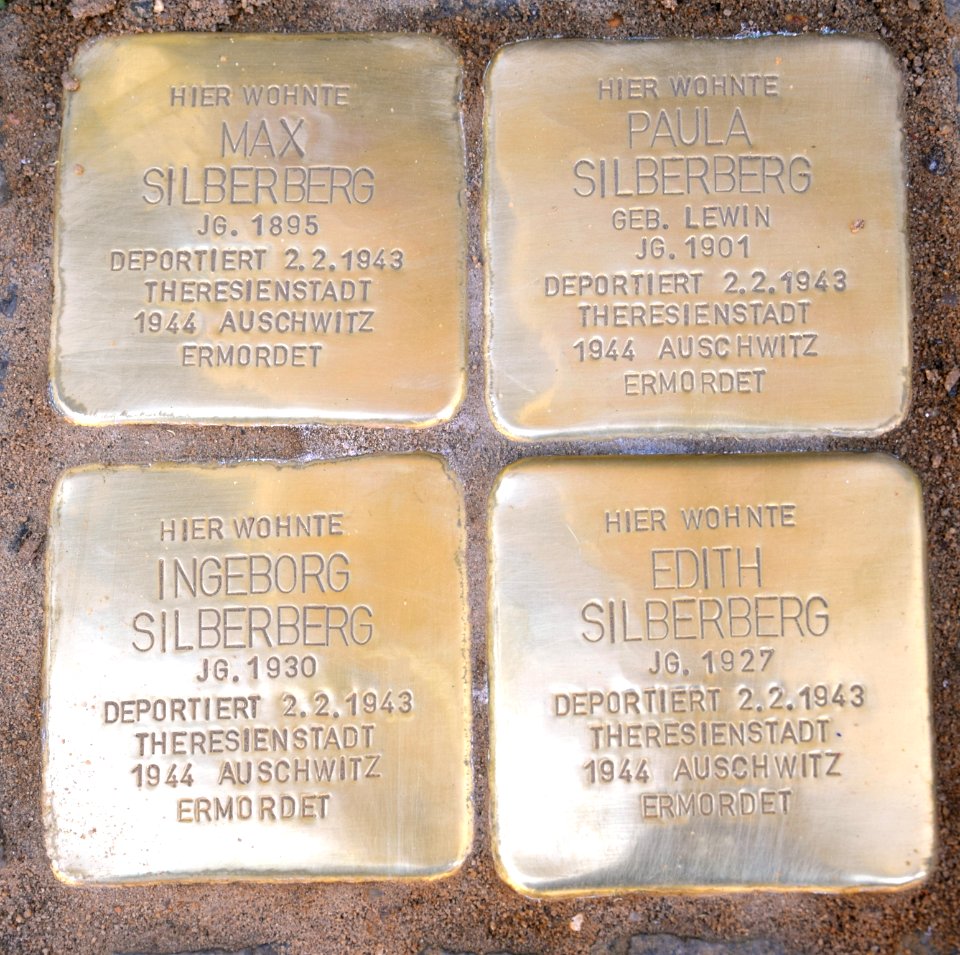 HIER WOHNTE
MAX
SILBERBERG
JG. 1895
DEPORTIERT 2.2.1943
THERESIENSTADT
1944 AUSCHWITZ
ERMORDET
HIER WOHNTE
PAULA
SILBERBERG
GEB. LEWIN
JG. 1901
DEPORTIERT 2.2.1943
THERESIENSTADT
1944 AUSCHWITZ
ERMORDET
HIER WOHNTE
INGEBORG
SILBERBERG
JG. 1930
DEPORTIERT 2.2.1943
THERESIENSTADT
1944 AUSCHWITZ
ERMORDET
HIER WOHNTE
EDITH
SILBERBERG
JG. 1927
DEPORTIERT 2.2.1943
THERESIENSTADT
1944 AUSCHWITZ
ERMORDET